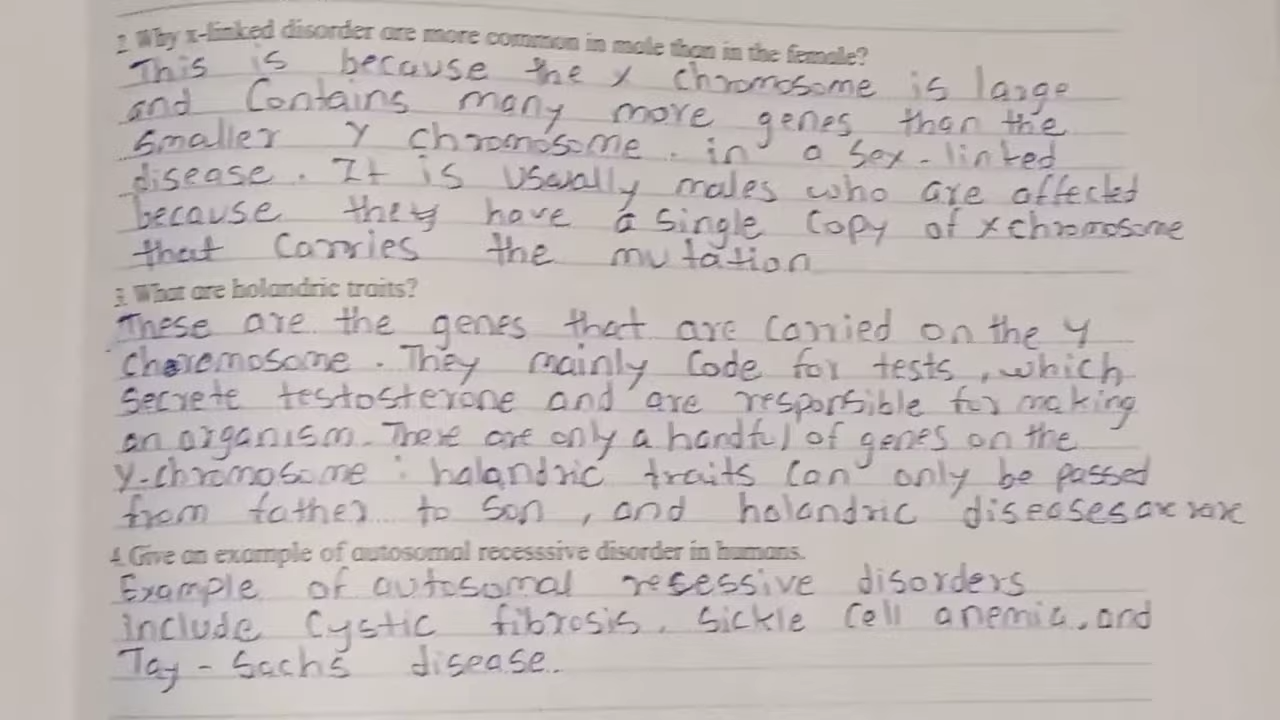 2. Why x-linked disorder are more common in male than in the female?
This is because the x chromosome is large
and Contains many more genes than the
smaller Y chromosome. in a sex-linked
disease. It is usually males who are affected
because they have a single copy of x chromosome
that carries the mutation
3. What are holandric traits?
These are the genes that are carried on the Y
choremosome. They mainly code for tests, which
secrete testosterone and are responsible for making
an organism. There are only a handful of genes on the
Y-chromosome : halandric traits can only be passed
from father to son, and holandric diseases are rare
4. Give an example of autosomal recesssive disorder in humans.
Example of autosomal resessive disorders
include cystic fibrosis, sickle cell anemia, and
Tay-Sachs disease.